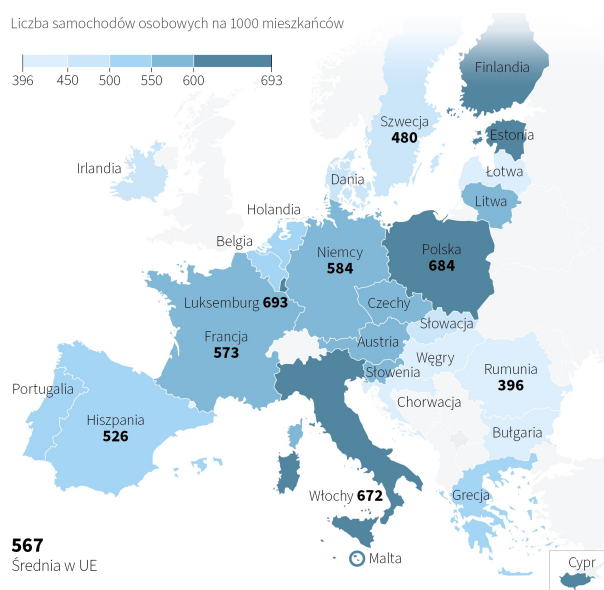 Liczba samochodów osobowych na 1000 mieszkańców
396 450 500 550 600 693
Finlandia
Szwecja
480
Estonia
Irlandia
Łotwa
Dania
Litwa
Holandia
Belgia
Niemcy
584
Polska
684
Luksemburg 693
Czechy
Słowacja
Francja
573
Austria
Węgry
Słowenia
Rumunia
396
Portugalia
Chorwacja
Hiszpania
526
Bułgaria
Włochy 672
Grecja
567
Średnia w UE
Malta
Cypr